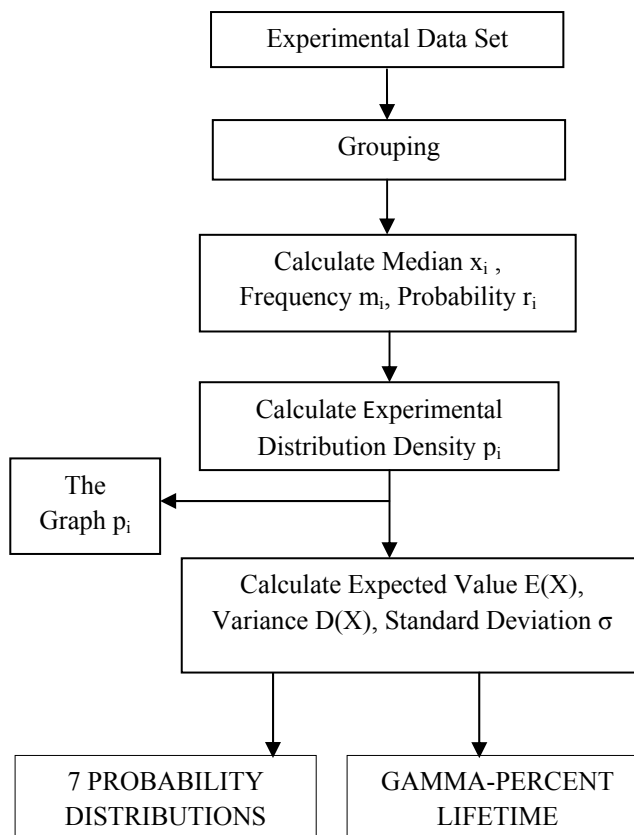 Experimental Data Set
Grouping
Calculate Median xᵢ ,
Frequency mᵢ, Probability rᵢ
Calculate Experimental
Distribution Density pᵢ
The
Graph pᵢ
Calculate Expected Value E(X),
Variance D(X), Standard Deviation σ
7 PROBABILITY
DISTRIBUTIONS
GAMMA-PERCENT
LIFETIME